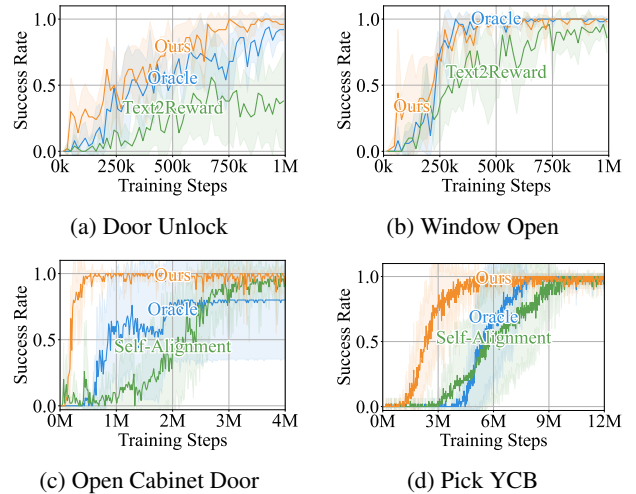 Success Rate
1.0
0.5
0.0
Ours
Oracle
Text2Reward
0k 250k 500k 750k 1M
Training Steps
(a) Door Unlock
Success Rate
1.0
0.5
0.0
Oracle
Text2Reward
Ours
0k 250k 500k 750k 1M
Training Steps
(b) Window Open
Success Rate
1.0
0.5
0.0
Ours
Oracle
Self-Alignment
0M 1M 2M 3M 4M
Training Steps
(c) Open Cabinet Door
Success Rate
1.0
0.5
0.0
Ours
Oracle
Self-Alignment
0M 3M 6M 9M 12M
Training Steps
(d) Pick YCB